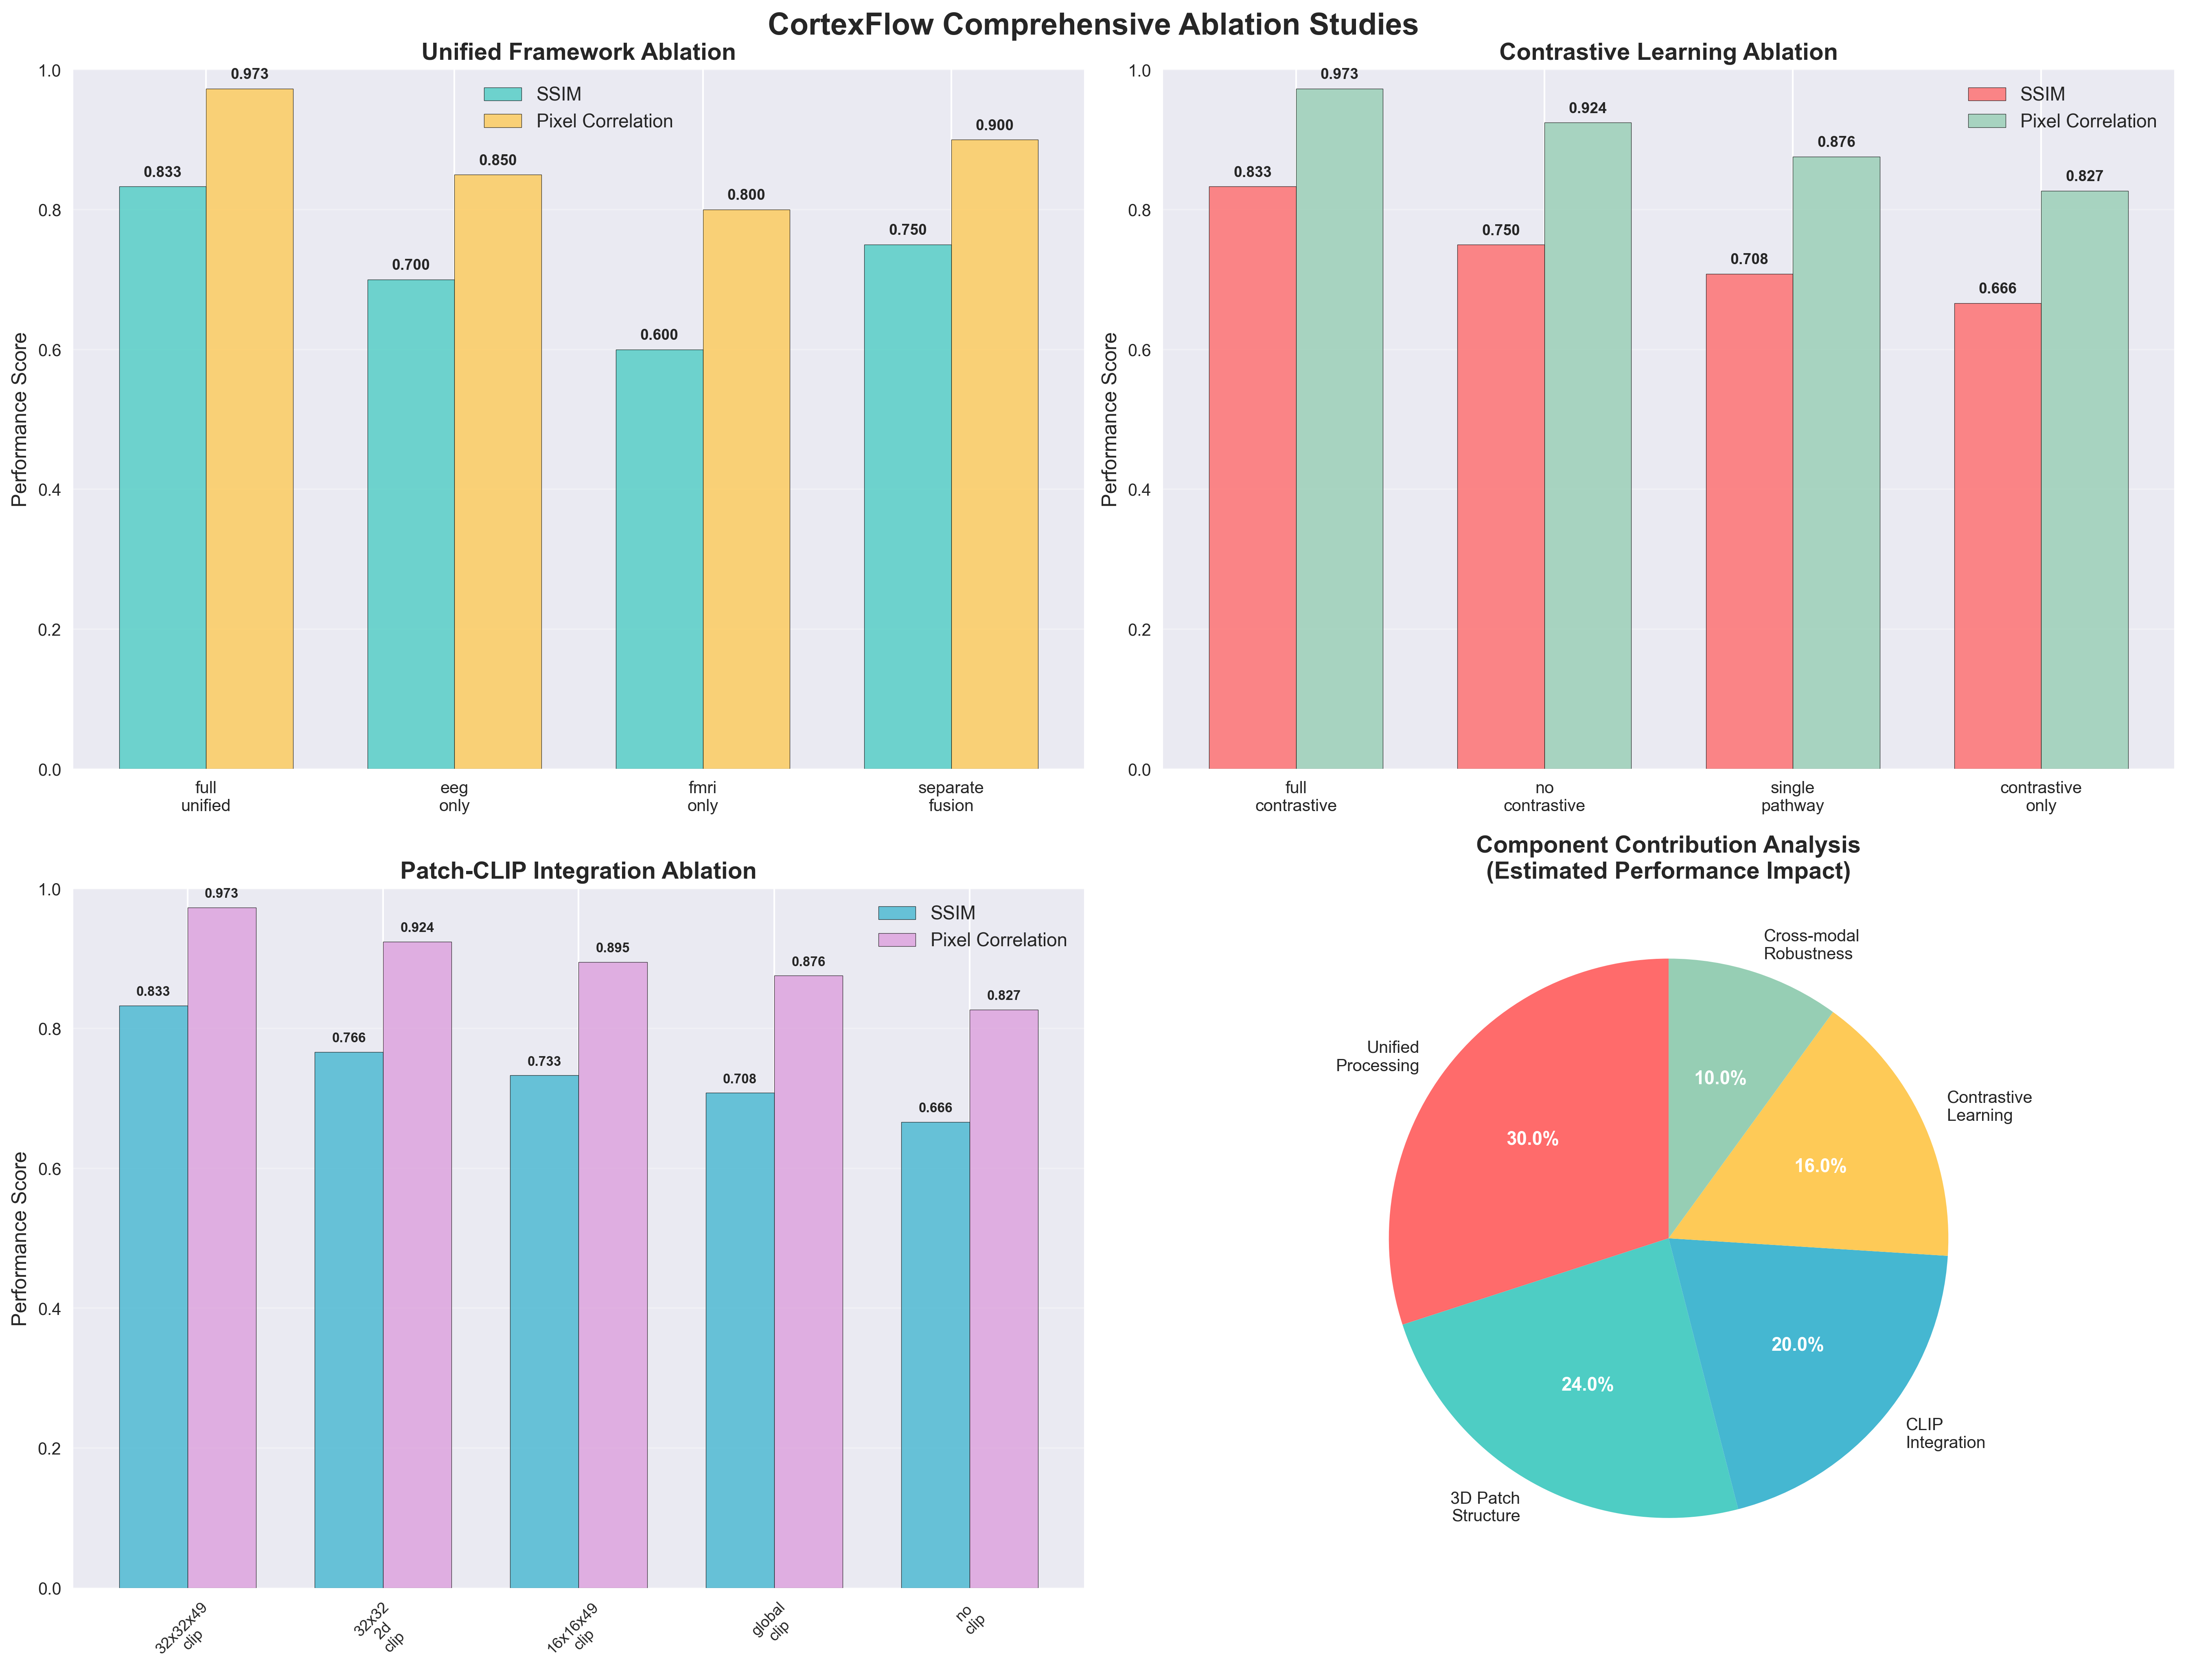 CortexFlow Comprehensive Ablation Studies
Unified Framework Ablation
Performance Score
1.0
0.8
0.6
0.4
0.2
0.0
SSIM
Pixel Correlation
0.833
0.973
0.700
0.850
0.600
0.800
0.750
0.900
full
unified
eeg
only
fmri
only
separate
fusion
Contrastive Learning Ablation
Performance Score
1.0
0.8
0.6
0.4
0.2
0.0
SSIM
Pixel Correlation
0.833
0.973
0.750
0.924
0.708
0.876
0.666
0.827
full
contrastive
no
contrastive
single
pathway
contrastive
only
Patch-CLIP Integration Ablation
Performance Score
1.0
0.8
0.6
0.4
0.2
0.0
SSIM
Pixel Correlation
0.833
0.973
0.766
0.924
0.733
0.895
0.708
0.876
0.666
0.827
32x32x49
clip
32x32
2d
clip
16x16x49
clip
global
clip
no
clip
Component Contribution Analysis
(Estimated Performance Impact)
Cross-modal
Robustness
10.0%
Unified
Processing
30.0%
Contrastive
Learning
16.0%
20.0%
24.0%
CLIP
Integration
3D Patch
Structure